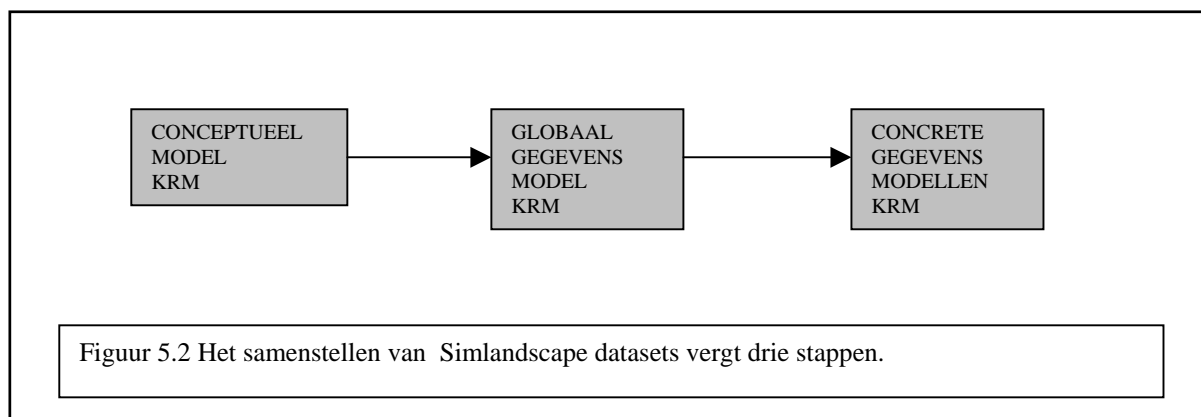 CONCEPTUEEL
MODEL
KRM
GLOBAAL
GEGEVENS
MODEL
KRM
CONCRETE
GEGEVENS
MODELLEN
KRM
Figuur 5.2 Het samenstellen van  Simlandscape datasets vergt drie stappen.